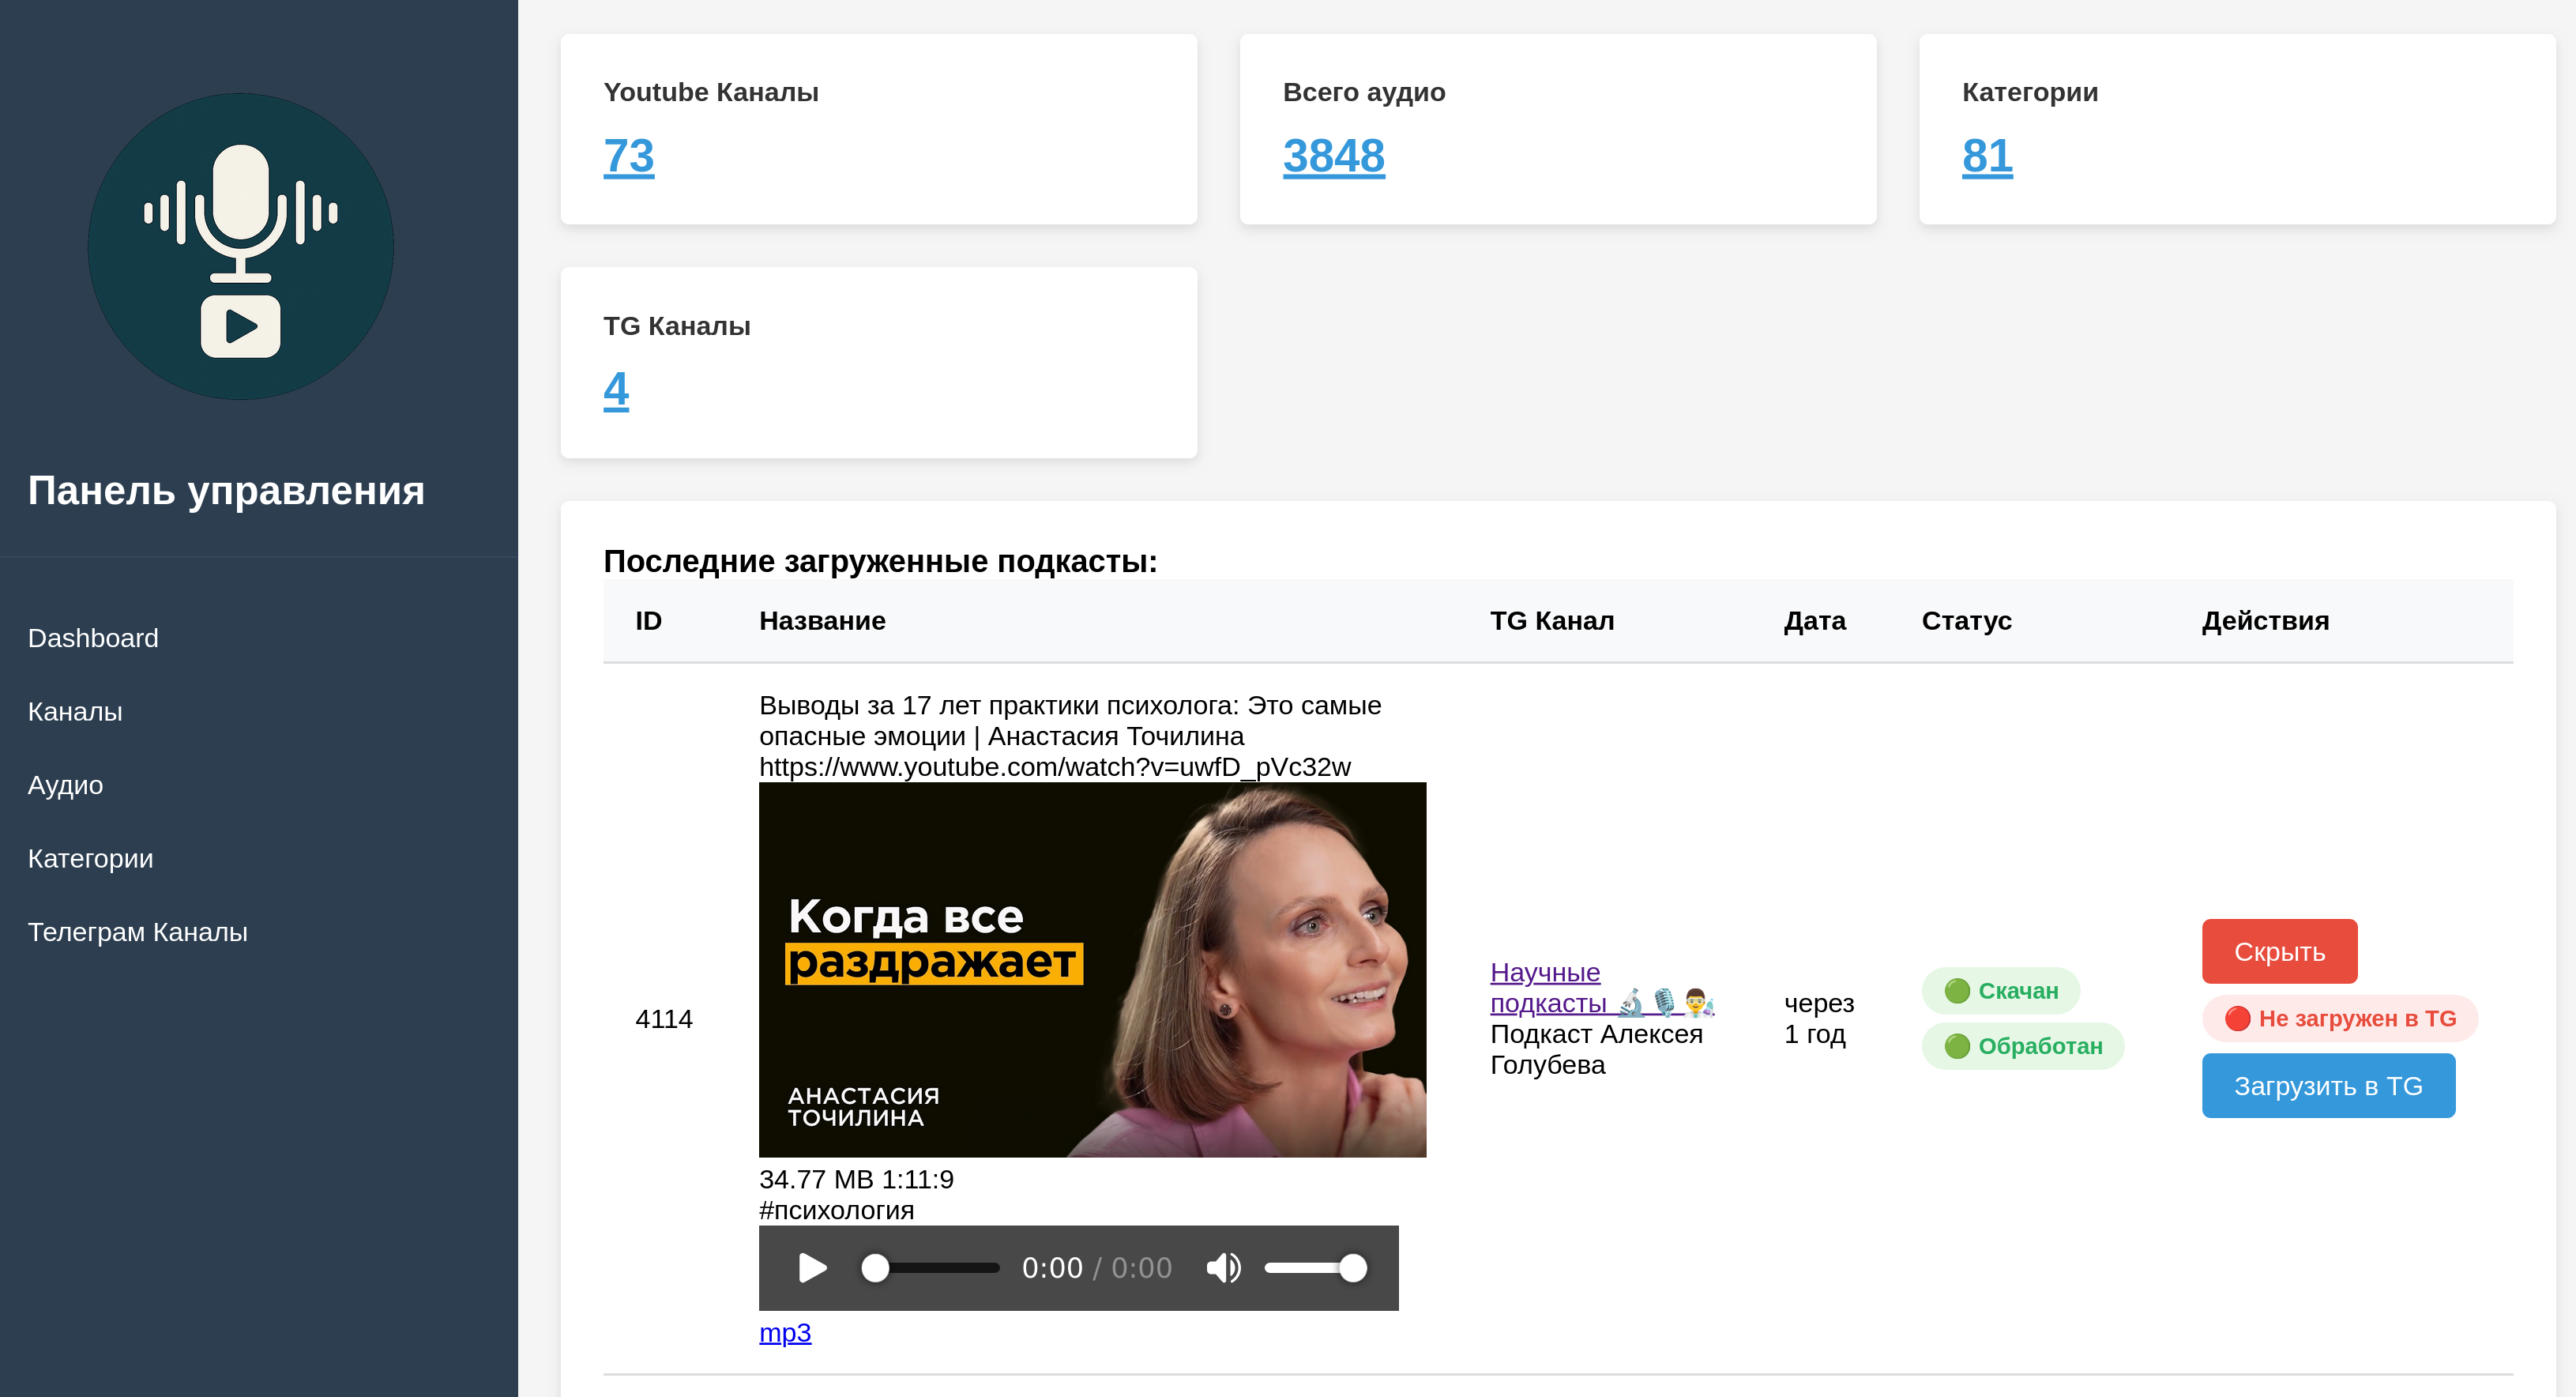 Панель управления
Dashboard
Каналы
Аудио
Категории
Телеграм Каналы
Youtube Каналы
73
Всего аудио
3848
Категории
81
TG Каналы
4
Последние загруженные подкасты:
ID Название TG Канал Дата Статус Действия
4114
Выводы за 17 лет практики психолога: Это самые
опасные эмоции | Анастасия Точилина
https://www.youtube.com/watch?v=uwfD_pVc32w
Когда все
раздражает
АНАСТАСИЯ
ТОЧИЛИНА
34.77 MB 1:11:9
#психология
0:00 / 0:00
mp3
Научные
подкасты 🔬🎙️👨‍🔬
Подкаст Алексея
Голубева
через
1 год
🟢 Скачан
🟢 Обработан
Скрыть
🔴 Не загружен в TG
Загрузить в TG